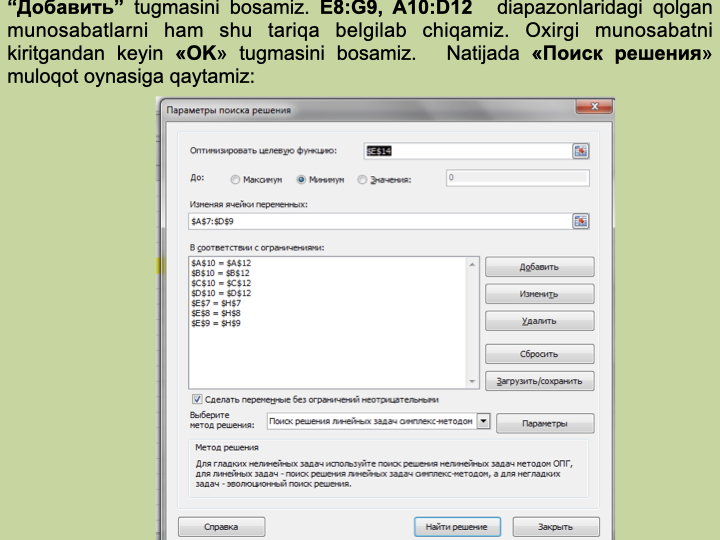 “Добавить” tugmasini bosamiz. E8:G9, A10:D12 diapazonlaridagi qolgan
munosabatlarni ham shu tariqa belgilab chiqamiz. Oxirgi munosabatni
kiritgandan keyin «OK» tugmasini bosamiz. Natijada «Поиск решения»
muloqot oynasiga qaytamiz:
Параметры поиска решения
Оптимизировать целевую функцию: $E$14
До: Максимум Минимум Значения: 0
Изменяя ячейки переменных:
$A$7:$D$9
В соответствии с ограничениями:
$A$10 = $A$12
$B$10 = $B$12
$C$10 = $C$12
$D$10 = $D$12
$E$7 = $H$7
$E$8 = $H$8
$E$9 = $H$9
Добавить
Изменить
Удалить
Сбросить
Загрузить/сохранить
Сделать переменные без ограничений неотрицательными
Выберите
метод решения: Поиск решения линейных задач симплекс-методом Параметры
Метод решения
Для гладких нелинейных задач используйте поиск решения нелинейных задач методом ОПГ,
для линейных задач - поиск решения линейных задач симплекс-методом, а для негладких
задач - эволюционный поиск решения.
Справка Найти решение Закрыть